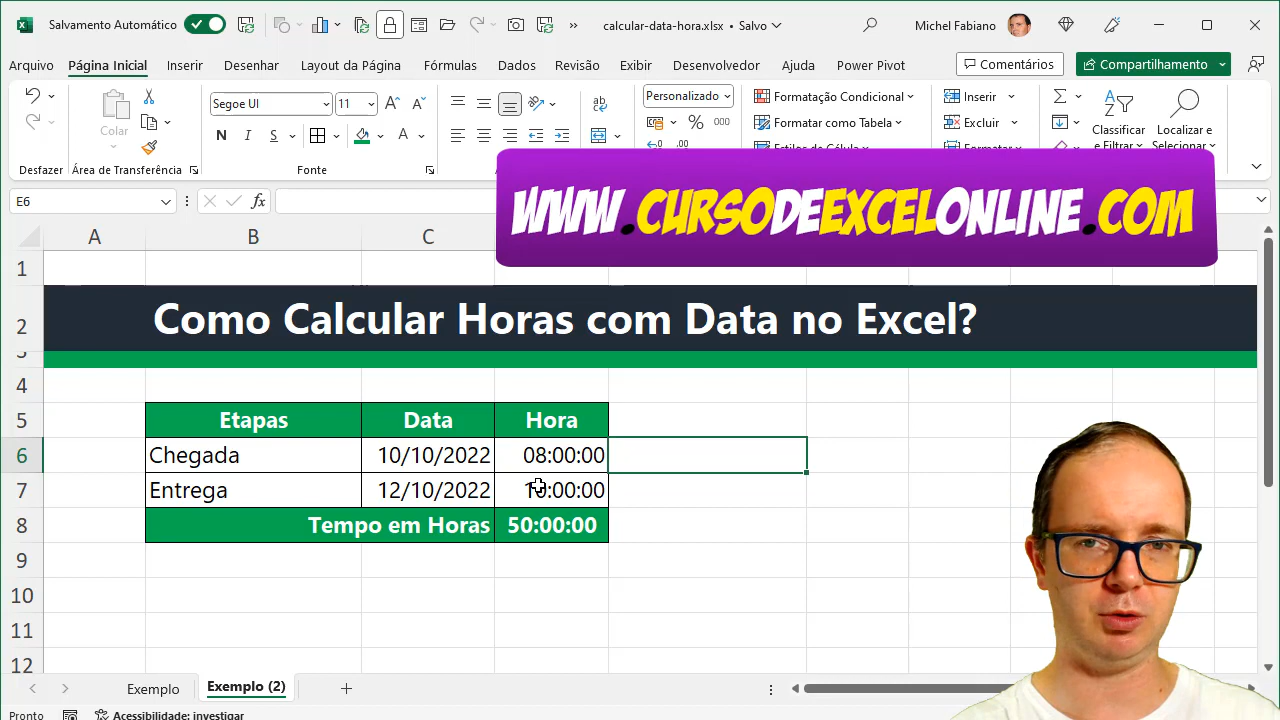 Salvamento Automático
calcular-data-hora.xlsx • Salvo
Michel Fabiano
Arquivo
Página Inicial
Inserir
Desenhar
Layout da Página
Fórmulas
Dados
Revisão
Exibir
Desenvolvedor
Ajuda
Power Pivot
Comentários
Compartilhamento
Colar
Segoe UI
11
N
I
S
A
ab
Personalizado
%
000
Formatação Condicional
Formatar como Tabela
Estilos de Célula
Inserir
Excluir
Formatar
Classificar
e Filtrar
Localizar e
Selecionar
Desfazer
Área de Transferência
Fonte
E6
fx
WWW.CURSODEEXCELONLINE.COM
A
B
C
1
2
Como Calcular Horas com Data no Excel?
3
4
5
Etapas
Data
Hora
6
Chegada
10/10/2022
08:00:00
7
Entrega
12/10/2022
10:00:00
8
Tempo em Horas
50:00:00
9
10
11
12
Exemplo
Exemplo (2)
Pronto
Acessibilidade: investigar